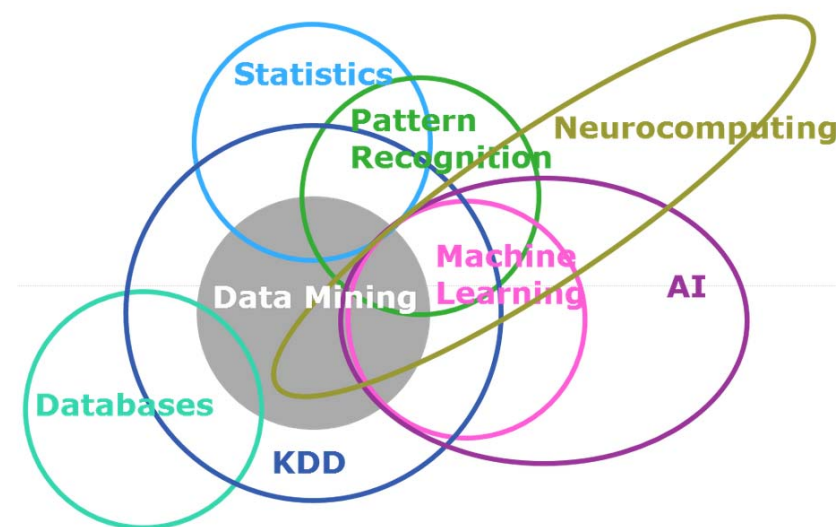 Statistics
Pattern
Recognition
Neurocomputing
Machine
Learning
AI
Data Mining
Databases
KDD